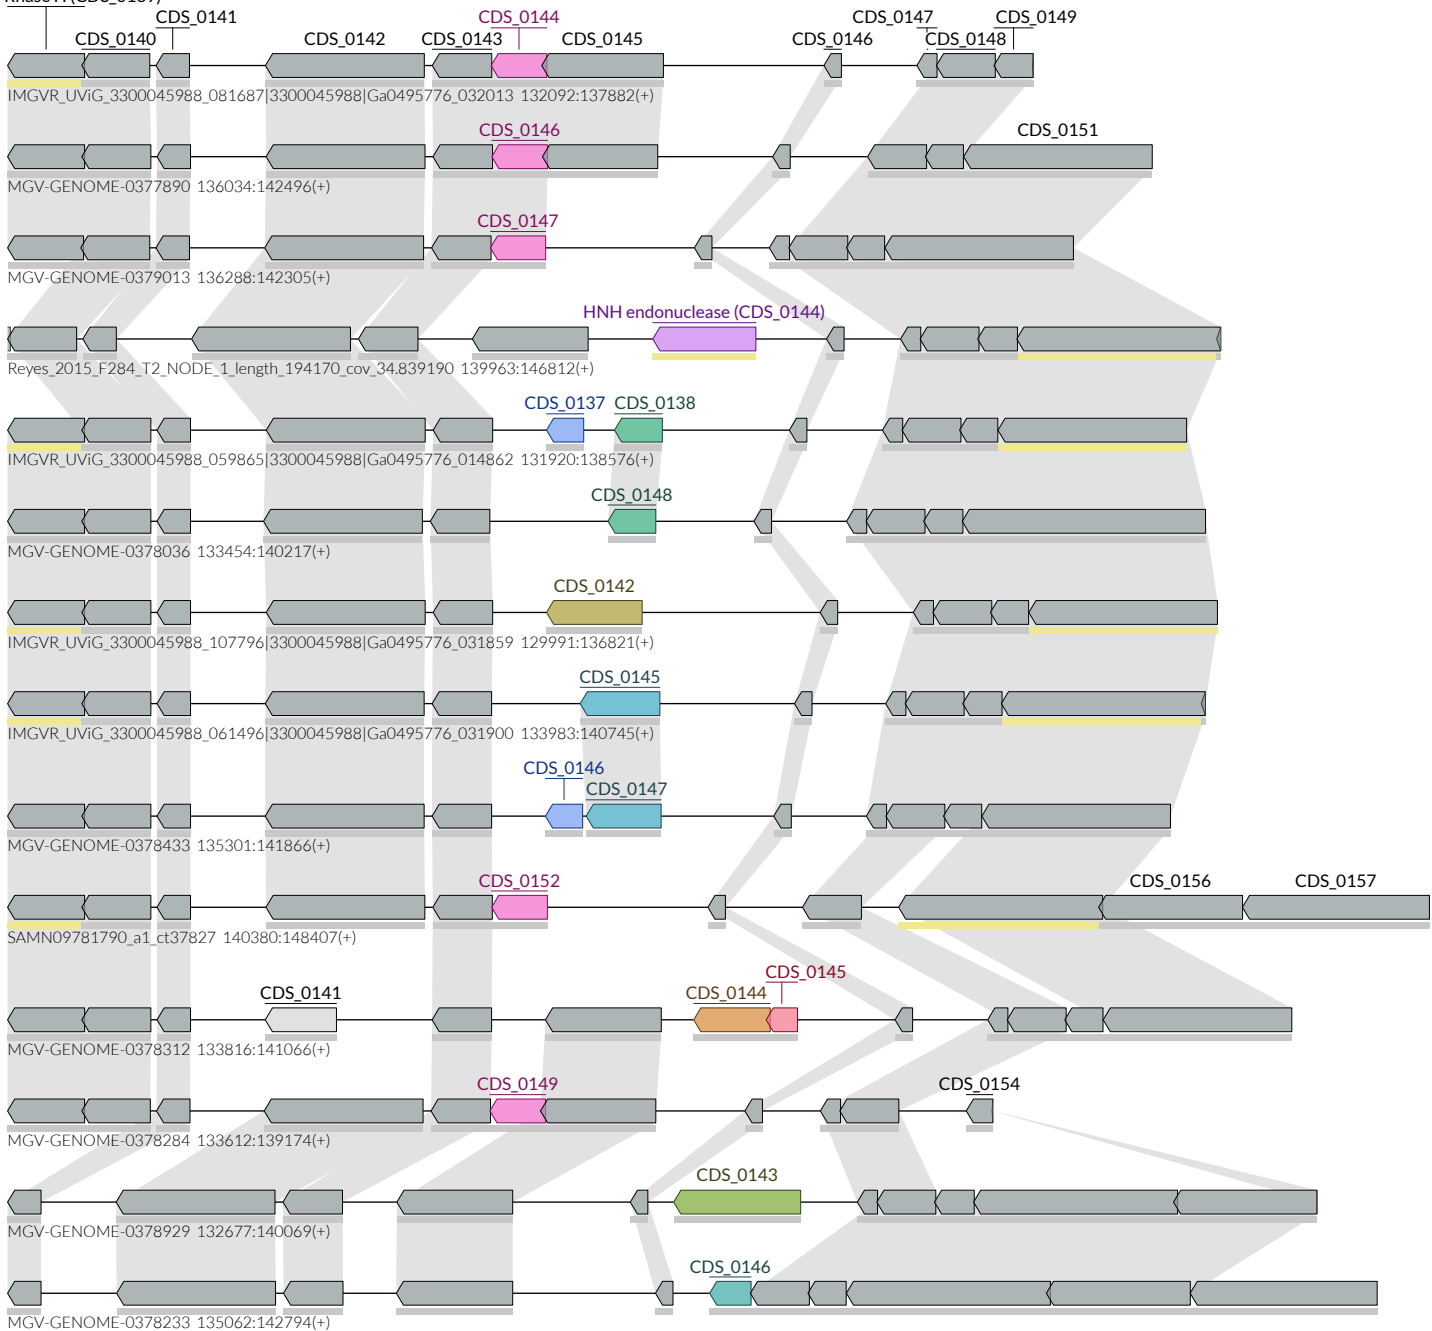 CDS_0141 CDS_0144 CDS_0147 CDS_0149
CDS_0140 CDS_0142 CDS_0143 CDS_0145 CDS_0146 CDS_0148
IMGVR_UViG_3300045988_081687|3300045988|Ga0495776_032013 132092:137882(+)
CDS_0146 CDS_0151
MGV-GENOME-0377890 136034:142496(+)
CDS_0147
MGV-GENOME-0379013 136288:142305(+)
HNH endonuclease (CDS_0144)
Reyes_2015_F284_T2_NODE_1_length_194170_cov_34.839190 139963:146812(+)
CDS_0137 CDS_0138
IMGVR_UViG_3300045988_059865|3300045988|Ga0495776_014862 131920:138576(+)
CDS_0148
MGV-GENOME-0378036 133454:140217(+)
CDS_0142
IMGVR_UViG_3300045988_107796|3300045988|Ga0495776_031859 129991:136821(+)
CDS_0145
IMGVR_UViG_3300045988_061496|3300045988|Ga0495776_031900 133983:140745(+)
CDS_0146
CDS_0147
MGV-GENOME-0378433 135301:141866(+)
CDS_0152 CDS_0156 CDS_0157
SAMN09781790_a1_ct37827 140380:148407(+)
CDS_0145
CDS_0141 CDS_0144
MGV-GENOME-0378312 133816:141066(+)
CDS_0149 CDS_0154
MGV-GENOME-0378284 133612:139174(+)
CDS_0143
MGV-GENOME-0378929 132677:140069(+)
CDS_0146
MGV-GENOME-0378233 135062:142794(+)